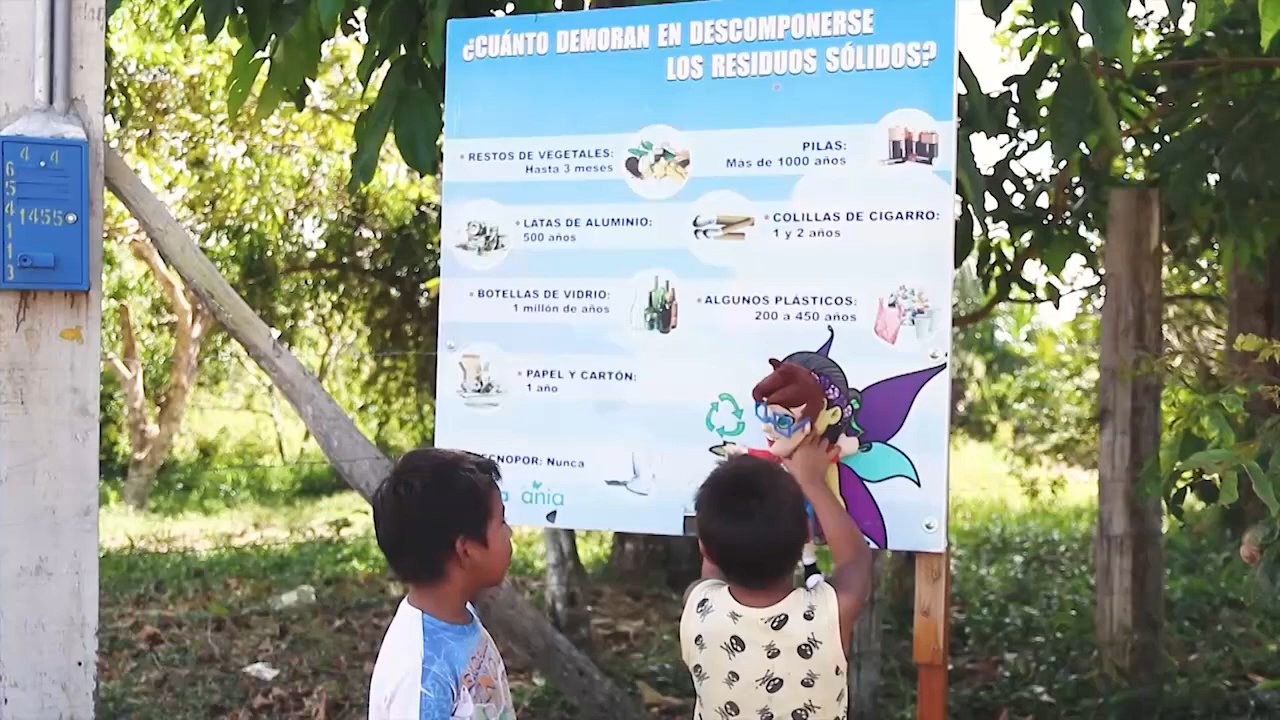 ¿CUÁNTO DEMORAN EN DESCOMPONERSE
LOS RESIDUOS SÓLIDOS?
• RESTOS DE VEGETALES:
Hasta 3 meses
PILAS:
Mas de 1000 años
• LATAS DE ALUMINIO:
500 años
• COLILLAS DE CIGARRO:
1 y 2 años
• BOTELLAS DE VIDRIO:
1 millón de años
• ALGUNOS PLÁSTICOS:
200 a 450 años
• PAPEL Y CARTÓN:
1 año
ECNOPOR: Nunca
ania
4 4
6
5
4 1455
1
1
3